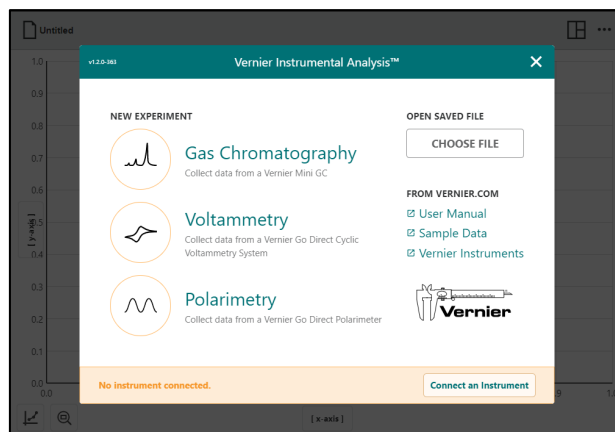 Untitled
v1.2.0-383
Vernier Instrumental Analysis™
NEW EXPERIMENT
Gas Chromatography
Collect data from a Vernier Mini GC
Voltammetry
Collect data from a Vernier Go Direct Cyclic
Voltammetry System
Polarimetry
Collect data from a Vernier Go Direct Polarimeter
OPEN SAVED FILE
CHOOSE FILE
FROM VERNIER.COM
User Manual
Sample Data
Vernier Instruments
Vernier
No instrument connected.
Connect an Instrument
1.0
0.9
0.8
0.7
0.6
0.5
0.4
0.3
0.2
0.1
0.0
[ y-axis ]
0.0
[ x-axis ]